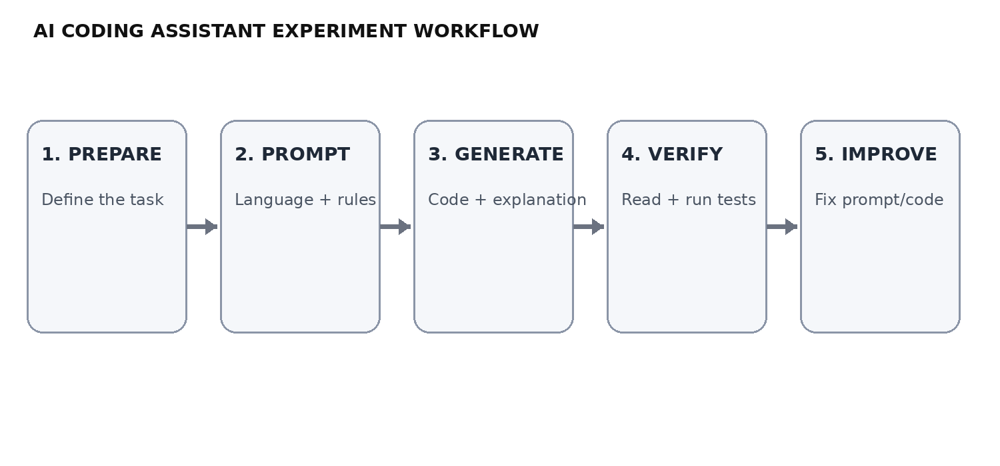 AI CODING ASSISTANT EXPERIMENT WORKFLOW
1. PREPARE
Define the task
2. PROMPT
Language + rules
3. GENERATE
Code + explanation
4. VERIFY
Read + run tests
5. IMPROVE
Fix prompt/code